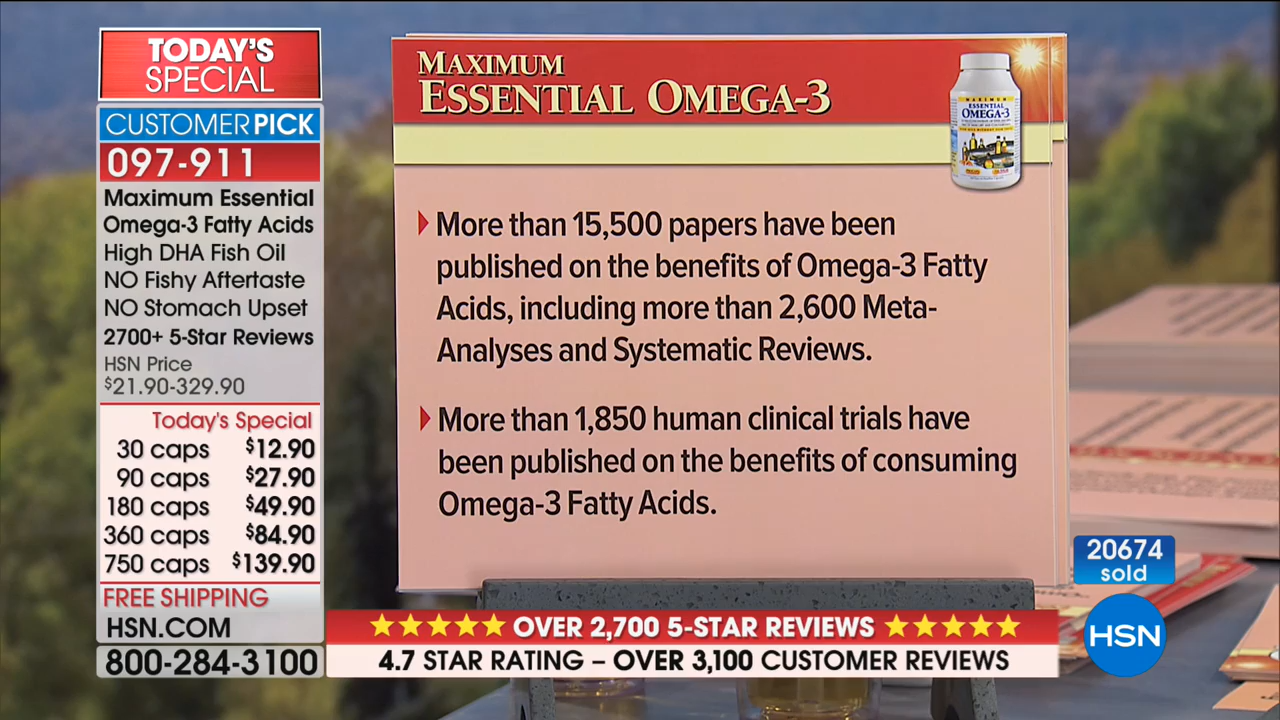 TODAY'S
SPECIAL
CUSTOMER PICK
097-911
Maximum Essential
Omega-3 Fatty Acids
High DHA Fish Oil
NO Fishy Aftertaste
NO Stomach Upset
2700+ 5-Star Reviews
HSN Price
$21.90-329.90
Today's Special
30 caps $12.90
90 caps $27.90
180 caps $49.90
360 caps $84.90
750 caps $139.90
FREE SHIPPING
HSN.COM
800-284-3100
MAXIMUM
ESSENTIAL OMEGA-3
MAXIMUM
ESSENTIAL
OMEGA-3
More than 15,500 papers have been
published on the benefits of Omega-3 Fatty
Acids, including more than 2,600 Meta-
Analyses and Systematic Reviews.
More than 1,850 human clinical trials have
been published on the benefits of consuming
Omega-3 Fatty Acids.
20674
sold
HSN
OVER 2,700 5-STAR REVIEWS
4.7 STAR RATING – OVER 3,100 CUSTOMER REVIEWS